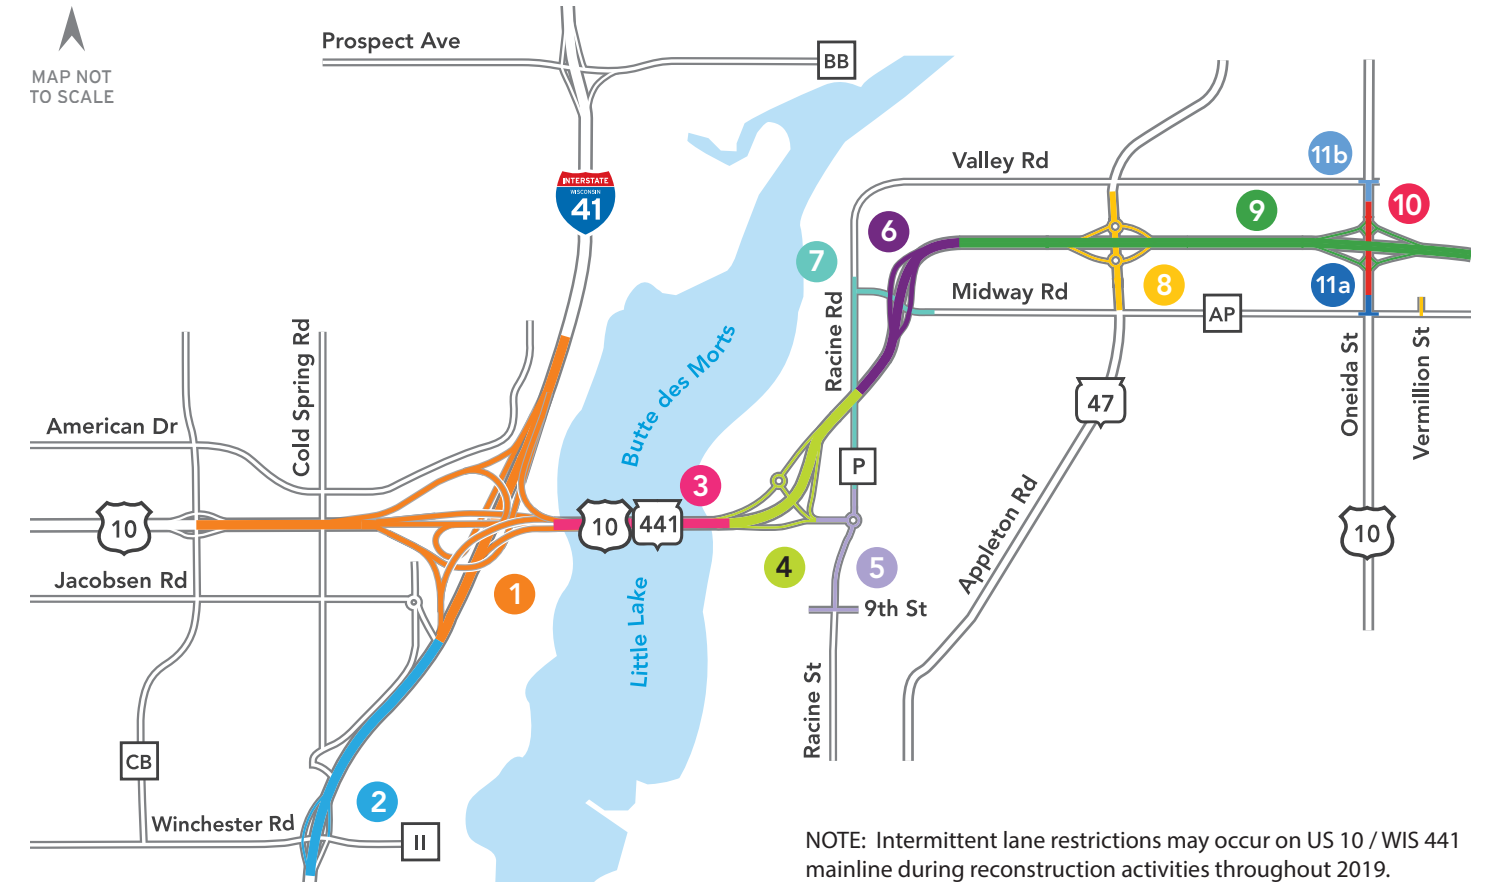 MAP NOT
TO SCALE
Prospect Ave
BB
INTERSTATE
WISCONSIN
41
Valley Rd
11b
10
9
6
7
Midway Rd
8
11a
AP
Racine Rd
Butte des Morts
Cold Spring Rd
American Dr
Oneida St
Vermillion St
47
P
3
10
10
441
10
4
5
Appleton Rd
Jacobsen Rd
1
9th St
Little Lake
Racine St
CB
2
Winchester Rd
II
NOTE: Intermittent lane restrictions may occur on US 10 / WIS 441
mainline during reconstruction activities throughout 2019.